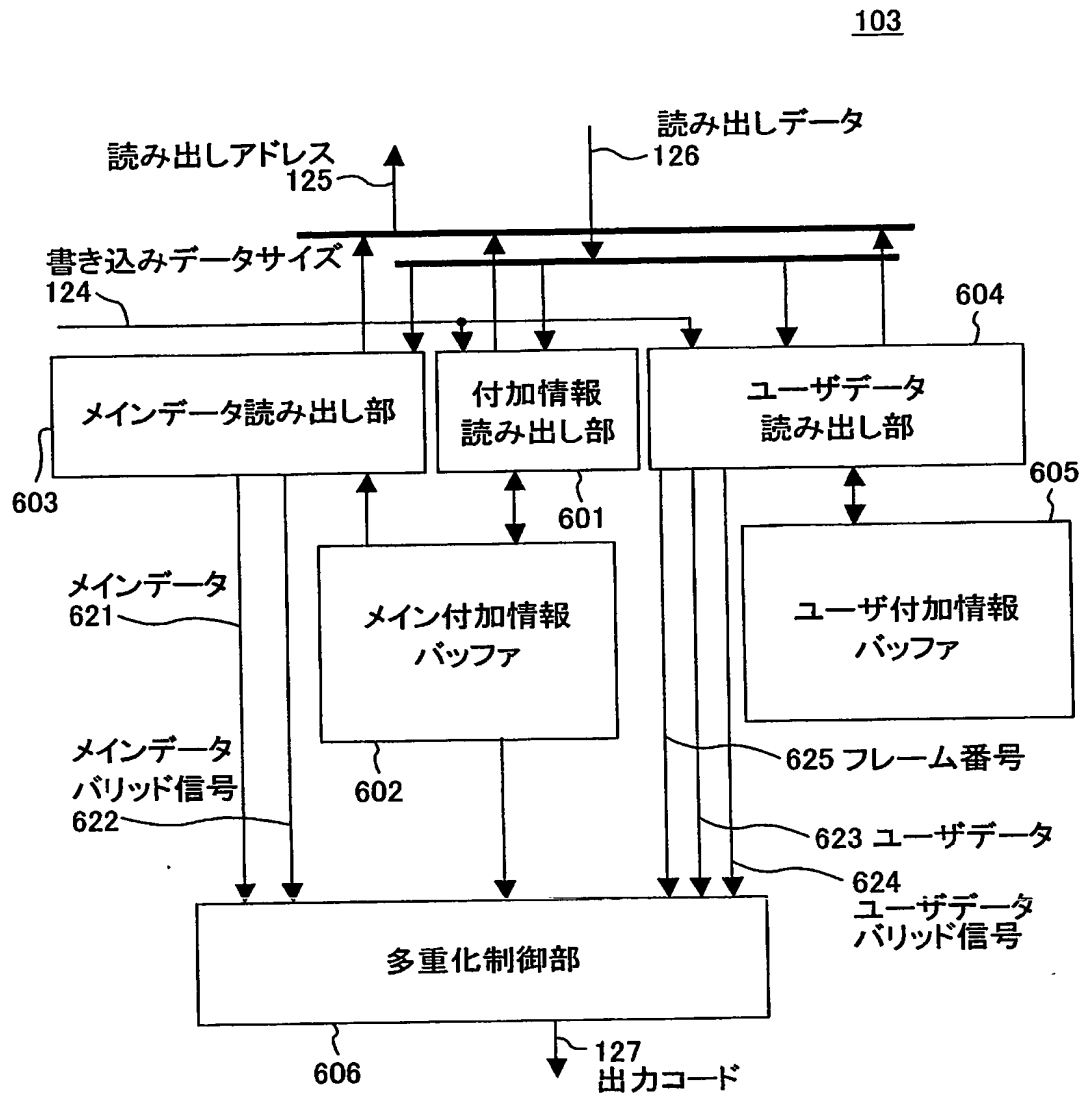 103
読み出しデータ
126
読み出しアドレス
125
書き込みデータサイズ
124
604
メインデータ読み出し部
付加情報
読み出し部
ユーザデータ
読み出し部
603
601
605
メインデータ
621
メイン付加情報
バッファ
ユーザ付加情報
バッファ
メインデータ
バリッド信号
622
602
625 フレーム番号
623 ユーザデータ
624
ユーザデータ
バリッド信号
多重化制御部
606
127
出力コード